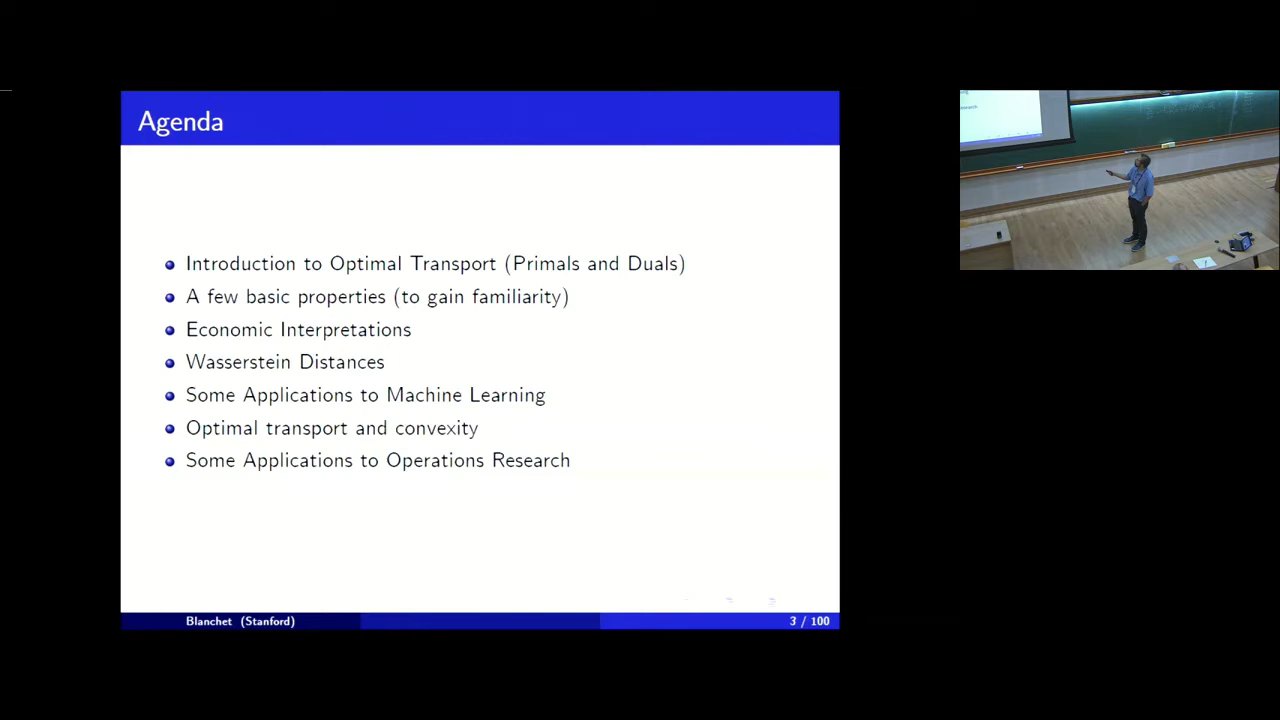 Agenda
Introduction to Optimal Transport (Primals and Duals)
A few basic properties (to gain familiarity)
Economic Interpretations
Wasserstein Distances
Some Applications to Machine Learning
Optimal transport and convexity
Some Applications to Operations Research
Blanchet (Stanford)
3 / 100